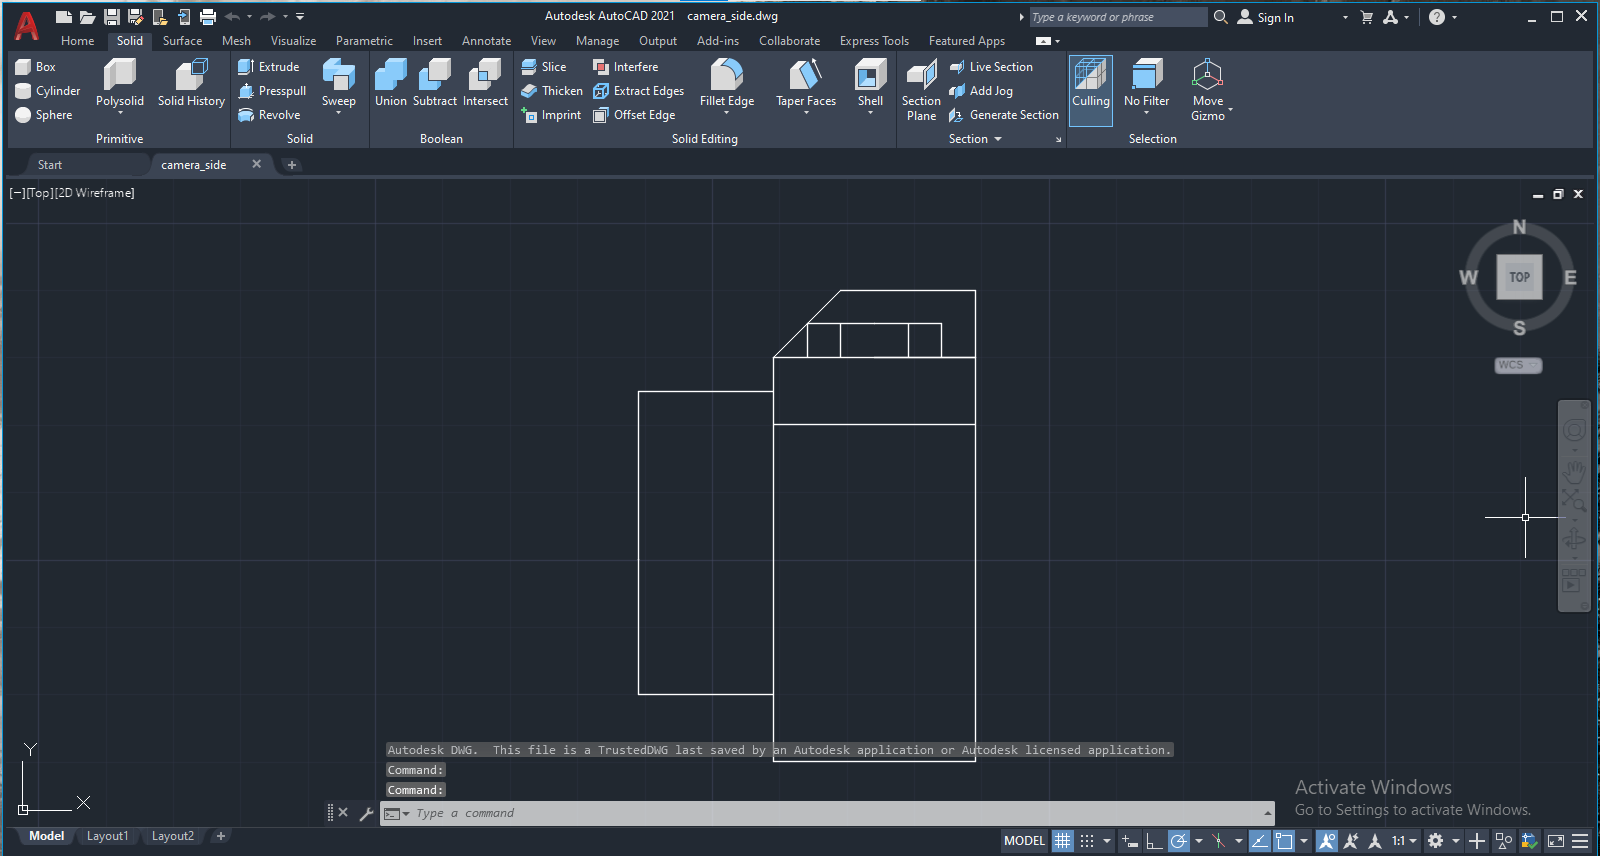 Autodesk AutoCAD 2021 camera_side.dwg
Type a keyword or phrase
Sign In
Home Solid Surface Mesh Visualize Parametric Insert Annotate View Manage Output Add-ins Collaborate Express Tools Featured Apps
Box
Cylinder
Sphere
Polysolid
Solid History
Primitive
Extrude
Presspull
Revolve
Sweep
Solid
Union
Subtract
Intersect
Boolean
Slice
Thicken
Imprint
Interfere
Extract Edges
Offset Edge
Fillet Edge
Taper Faces
Shell
Solid Editing
Section
Plane
Live Section
Add Jog
Generate Section
Section
Culling
No Filter
Move
Gizmo
Selection
Start
camera_side
[−][Top][2D Wireframe]
N
W
TOP
E
S
WCS
Y
X
Autodesk DWG. This file is a TrustedDWG last saved by an Autodesk application or Autodesk licensed application.
Command:
Command:
Type a command
Activate Windows
Go to Settings to activate Windows.
Model Layout1 Layout2 +
MODEL
1:1